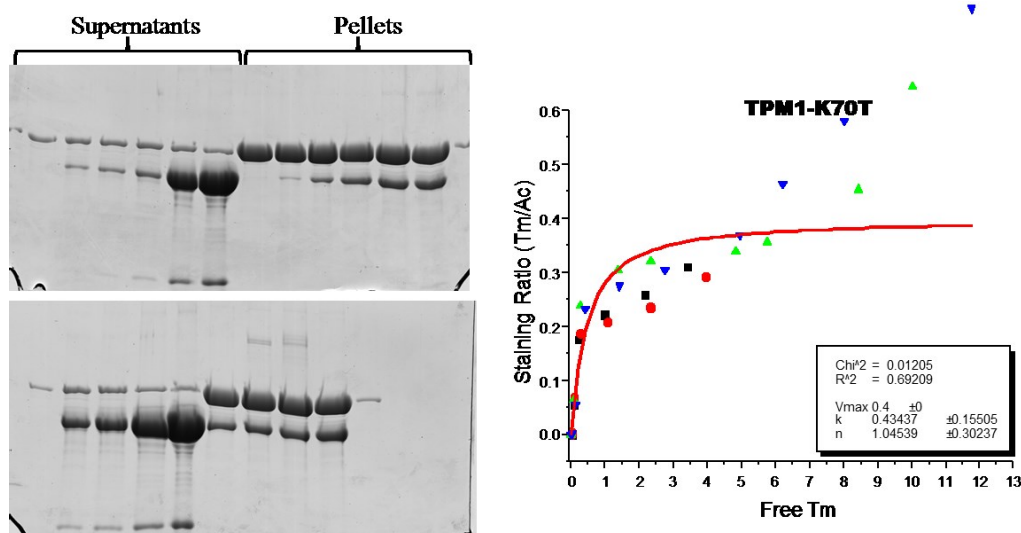 Supernatants
Pellets
TPM1-K70T
Staining Ratio (Tm/Ac)
0.6
0.5
0.4
0.3
0.2
0.1
0.0
0 1 2 3 4 5 6 7 8 9 10 11 12 13
Free Tm
Chi^2 = 0.01205
R^2 = 0.69209
Vmax 0.4 ±0
k 0.43437 ±0.15505
n 1.04539 ±0.30237